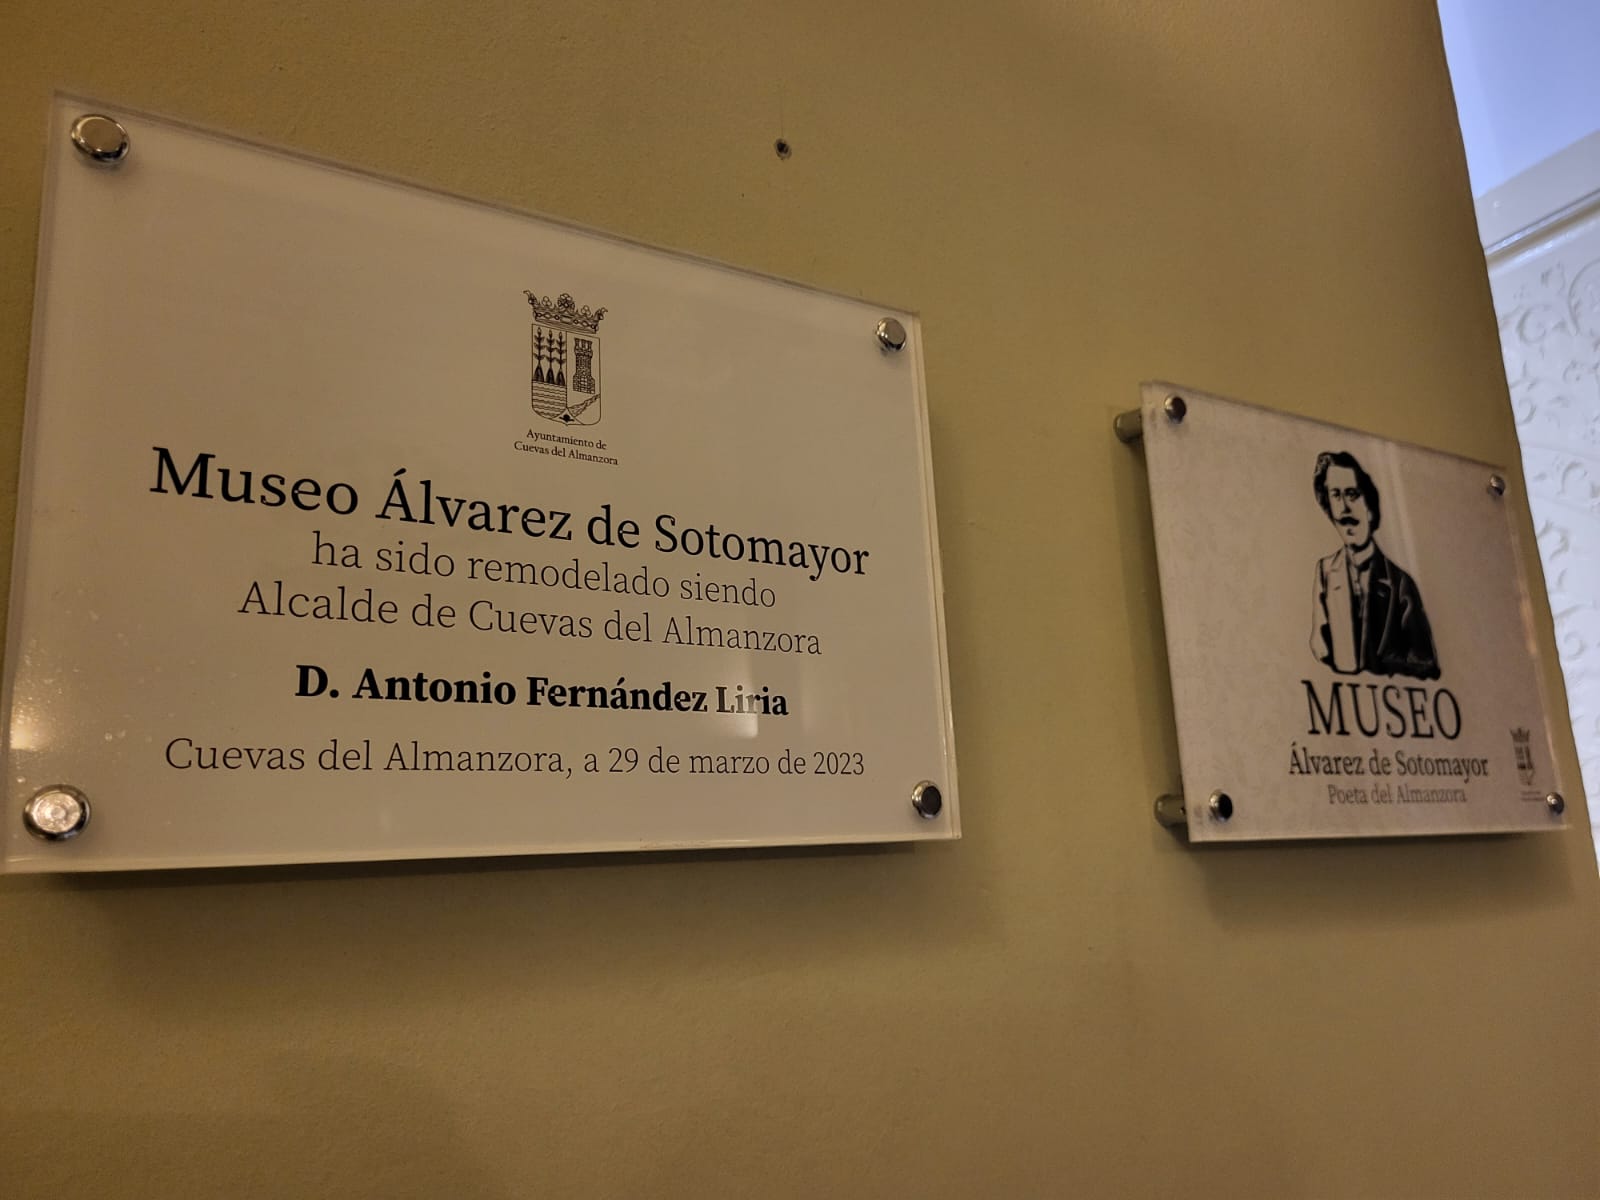 Ayuntamiento de
Cuevas del Almanzora
Museo Álvarez de Sotomayor
ha sido remodelado siendo
Alcalde de Cuevas del Almanzora
D. Antonio Fernández Liria
Cuevas del Almanzora, a 29 de marzo de 2023
MUSEO
Álvarez de Sotomayor
Poeta del Almanzora